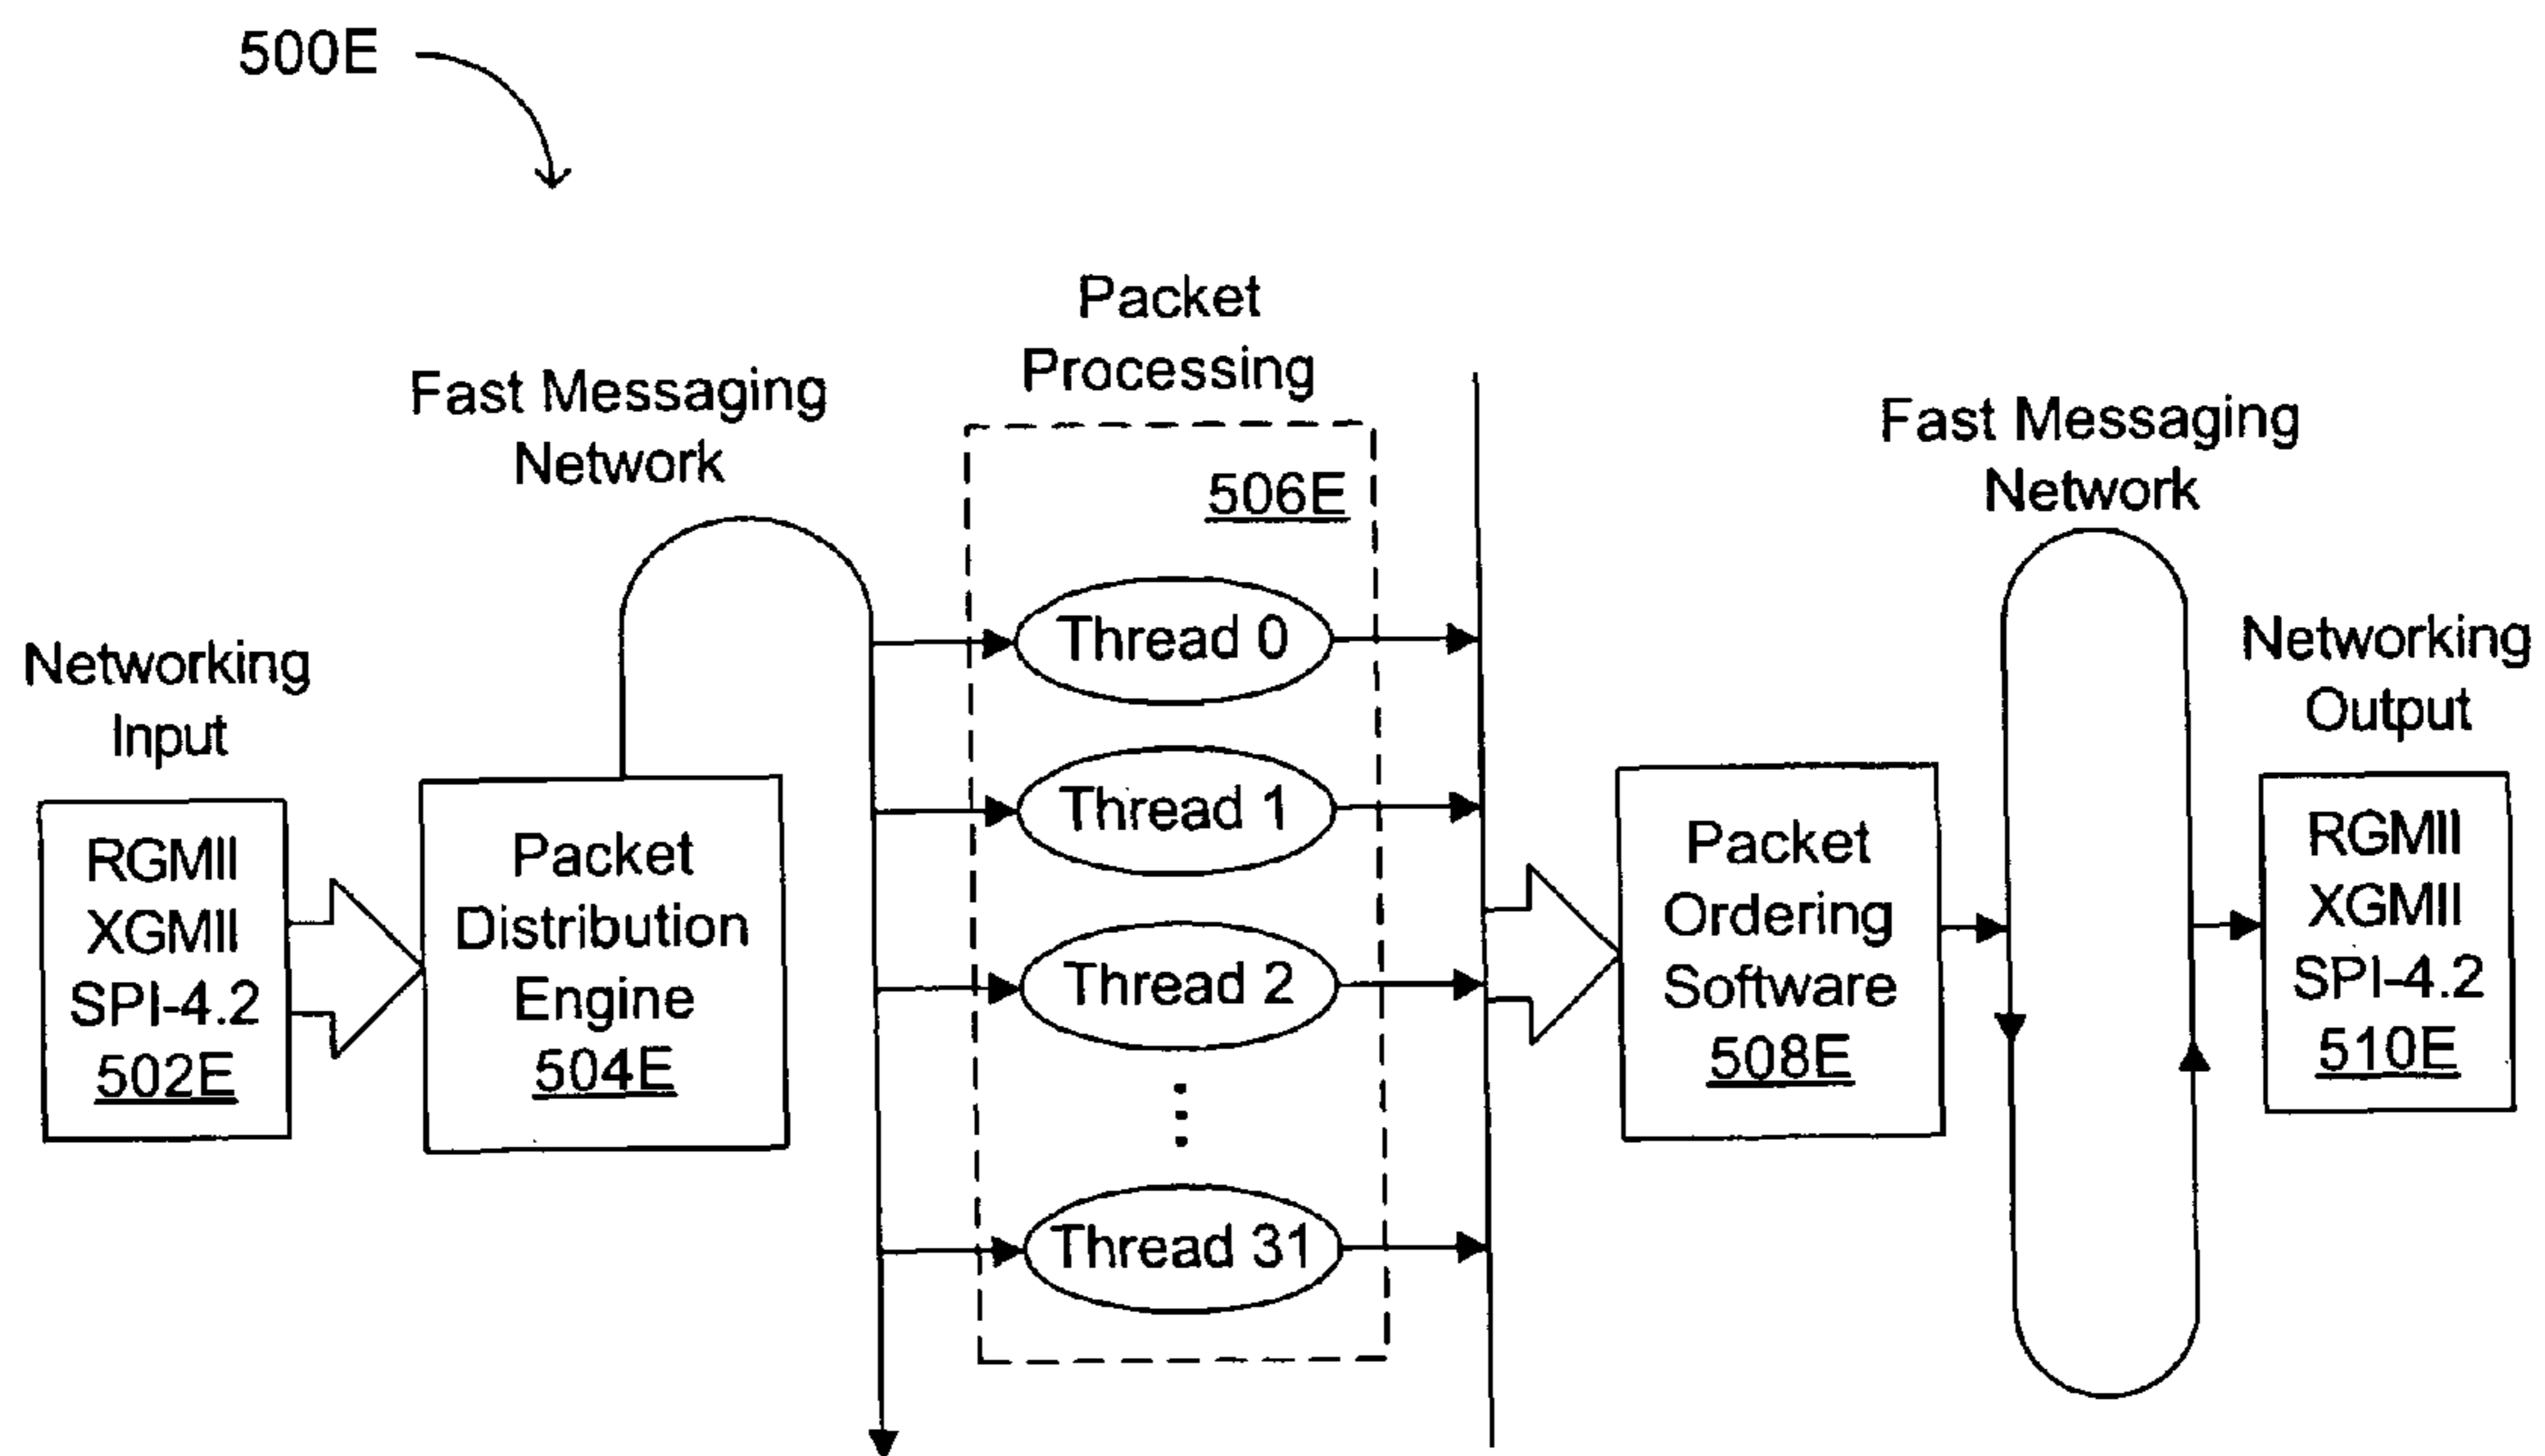 500E
Packet
Processing
Fast Messaging
Network
Fast Messaging
Network
506E
Networking
Input
Networking
Output
Thread 0
Thread 1
Thread 2
Thread 31
RGMII
XGMII
SPI-4.2
502E
Packet
Distribution
Engine
504E
Packet
Ordering
Software
508E
RGMII
XGMII
SPI-4.2
510E